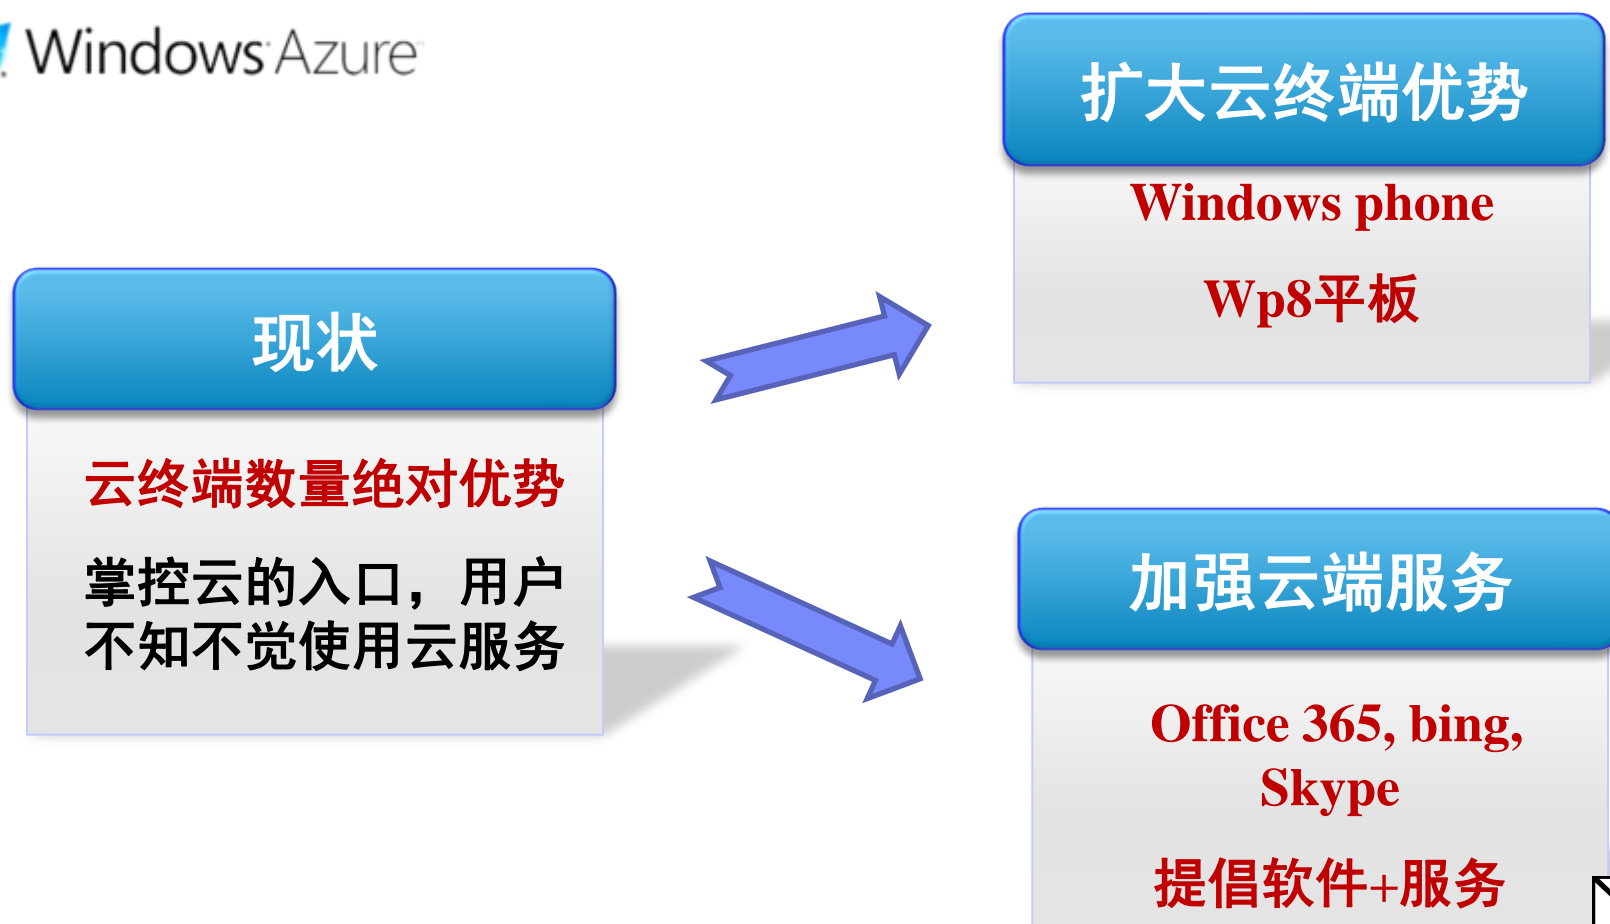 Windows Azure
扩大云终端优势
Windows phone
Wp8平板
现状
云终端数量绝对优势
掌控云的入口，用户
不知不觉使用云服务
加强云端服务
Office 365, bing,
Skype
提倡软件+服务